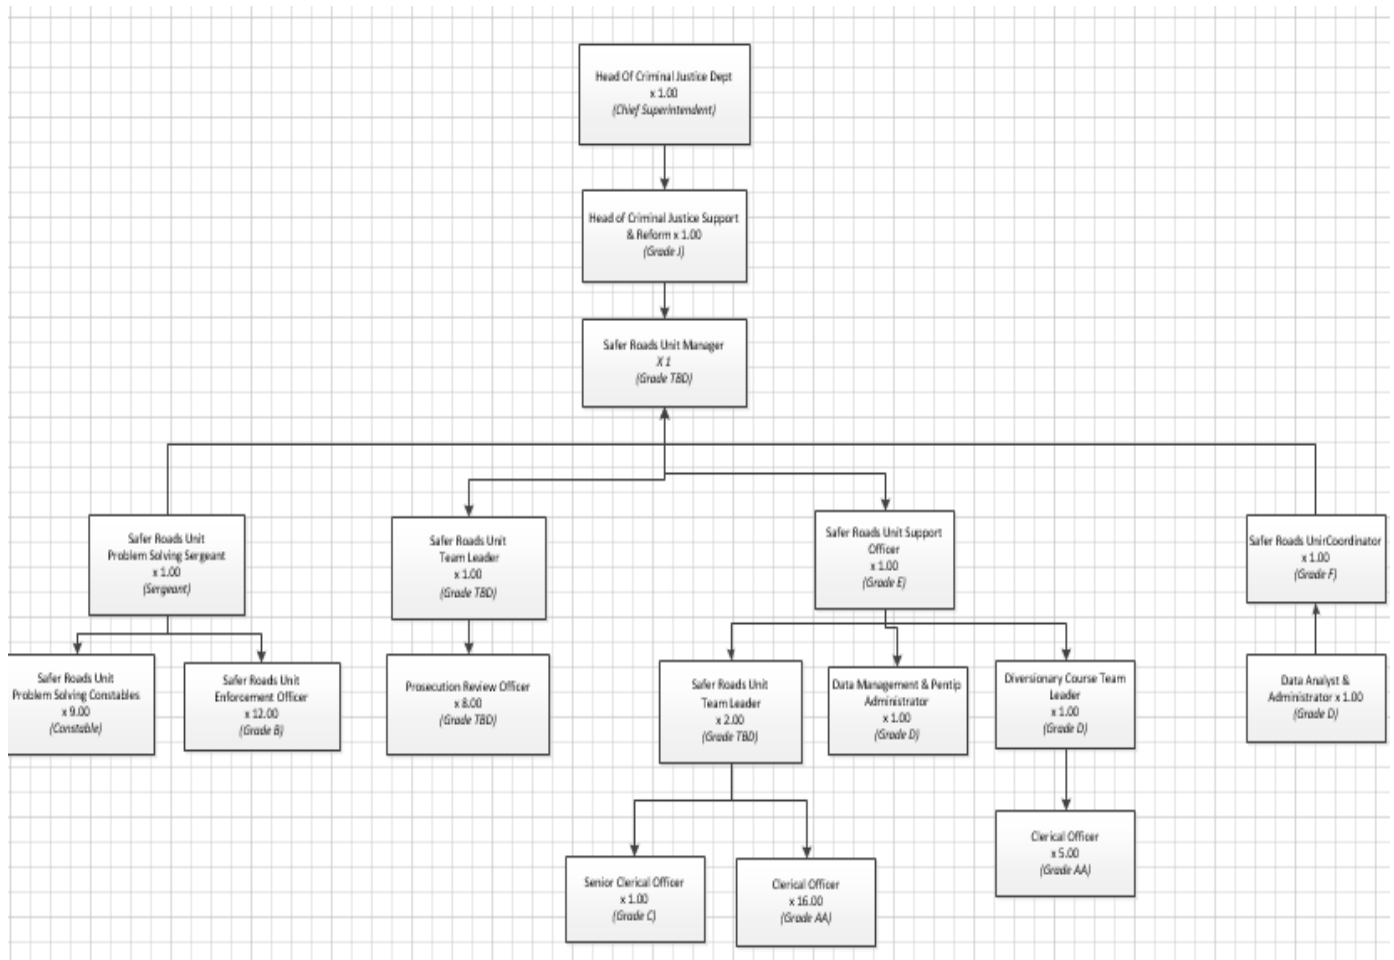 Head Of Criminal Justice Dept
x 1.00
(Chief Superintendent)
Head of Criminal Justice Support
& Reform x 1.00
(Grade J)
Safer Roads Unit Manager
X 1
(Grade TBD)
Safer Roads Unit
Problem Solving Sergeant
x 1.00
(Sergeant)
Safer Roads Unit
Team Leader
x 1.00
(Grade TBD)
Safer Roads Unit Support
Officer
x 1.00
(Grade E)
Safer Roads UnirCoordinator
x 1.00
(Grade F)
Safer Roads Unit
Problem Solving Constables
x 9.00
(Constable)
Safer Roads Unit
Enforcement Officer
x 12.00
(Grade B)
Prosecution Review Officer
x 8.00
(Grade TBD)
Safer Roads Unit
Team Leader
x 2.00
(Grade TBD)
Data Management & Pentip
Administrator
x 1.00
(Grade D)
Diversionary Course Team
Leader
x 1.00
(Grade D)
Data Analyst &
Administrator x 1.00
(Grade D)
Senior Clerical Officer
x 1.00
(Grade C)
Clerical Officer
x 16.00
(Grade AA)
Clerical Officer
x 5.00
(Grade AA)